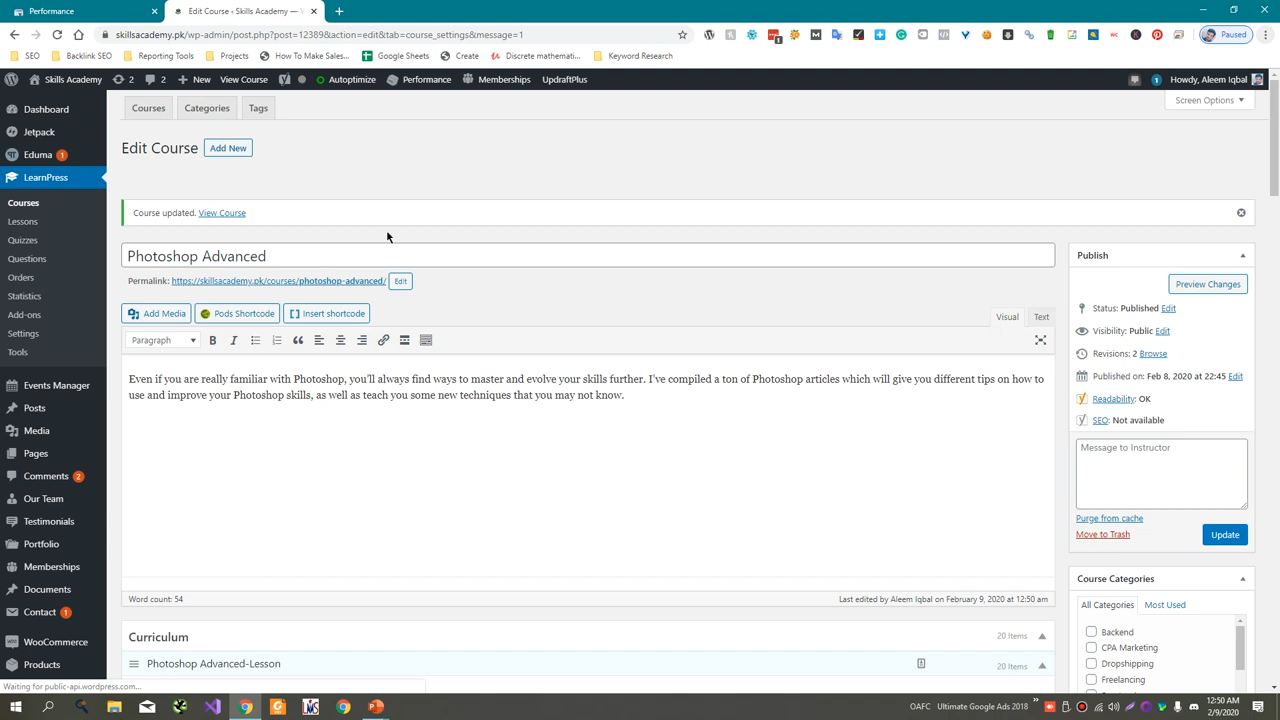 Performance
Edit Course ‹ Skills Academy — W
skillsacademy.pk/wp-admin/post.php?post=12389&action=edit&tab=course_settings&message=1
Paused
SEO
Backlink SEO
Reporting Tools
Projects
How To Make Sales...
Google Sheets
Create
Discrete mathemati...
Keyword Research
Skills Academy
2
2
New
View Course
Autoptimize
Performance
Memberships
UpdraftPlus
1
Howdy, Aleem Iqbal
Dashboard
Jetpack
Eduma 1
LearnPress
Courses
Lessons
Quizzes
Questions
Orders
Statistics
Add-ons
Settings
Tools
Events Manager
Posts
Media
Pages
Comments 2
Our Team
Testimonials
Portfolio
Memberships
Documents
Contact 1
WooCommerce
Products
Courses
Categories
Tags
Screen Options
Edit Course
Add New
Course updated. View Course
Photoshop Advanced
Permalink: https://skillsacademy.pk/courses/photoshop-advanced/ Edit
Add Media
Pods Shortcode
Insert shortcode
Visual
Text
Paragraph
B
I
Even if you are really familiar with Photoshop, you'll always find ways to master and evolve your skills further. I've compiled a ton of Photoshop articles which will give you different tips on how to
use and improve your Photoshop skills, as well as teach you some new techniques that you may not know.
Word count: 54
Last edited by Aleem Iqbal on February 9, 2020 at 12:50 am
Curriculum
20 Items
Photoshop Advanced-Lesson
20 Items
Publish
Preview Changes
Status: Published Edit
Visibility: Public Edit
Revisions: 2 Browse
Published on: Feb 8, 2020 at 22:45 Edit
Readability: OK
SEO: Not available
Message to Instructor
Purge from cache
Move to Trash
Update
Course Categories
All Categories
Most Used
Backend
CPA Marketing
Dropshipping
Freelancing
Waiting for public-api.wordpress.com...
OAFC
Ultimate Google Ads 2018
12:50 AM
2/9/2020